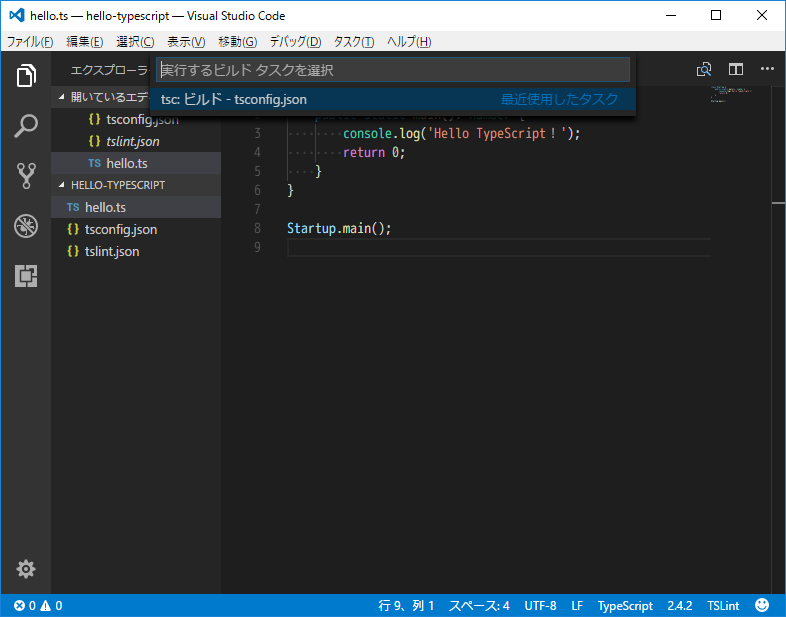 hello.ts — hello-typescript — Visual Studio Code
ファイル(F) 編集(E) 選択(C) 表示(V) 移動(G) デバッグ(D) タスク(T) ヘルプ(H)
エクスプローラ
実行するビルド タスクを選択
tsc: ビルド - tsconfig.json 最近使用したタスク
開いているエデ
{} tsconfig.json
{} tslint.json
TS hello.ts
HELLO-TYPESCRIPT
TS hello.ts
{} tsconfig.json
{} tslint.json
3 console.log('Hello TypeScript！');
4 return 0;
5 }
6 }
7
8 Startup.main();
9
0 0 行 9、列 1 スペース: 4 UTF-8 LF TypeScript 2.4.2 TSLint